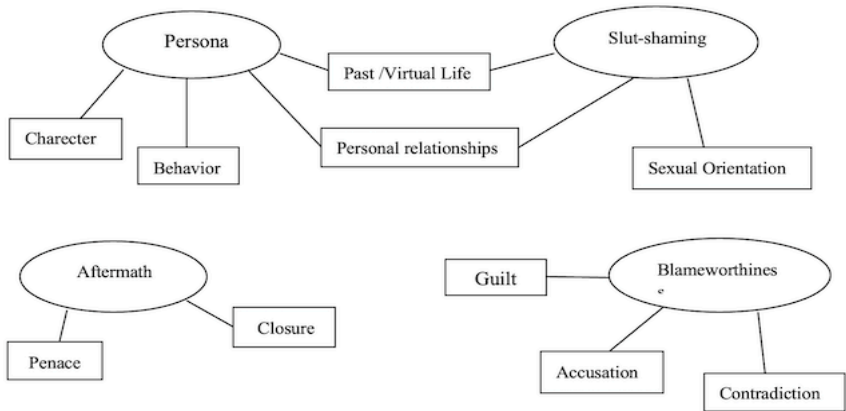 Persona
Slut-shaming
Past /Virtual Life
Charecter
Behavior
Personal relationships
Sexual Orientation
Aftermath
Guilt
Blameworthines
s
Closure
Penace
Accusation
Contradiction